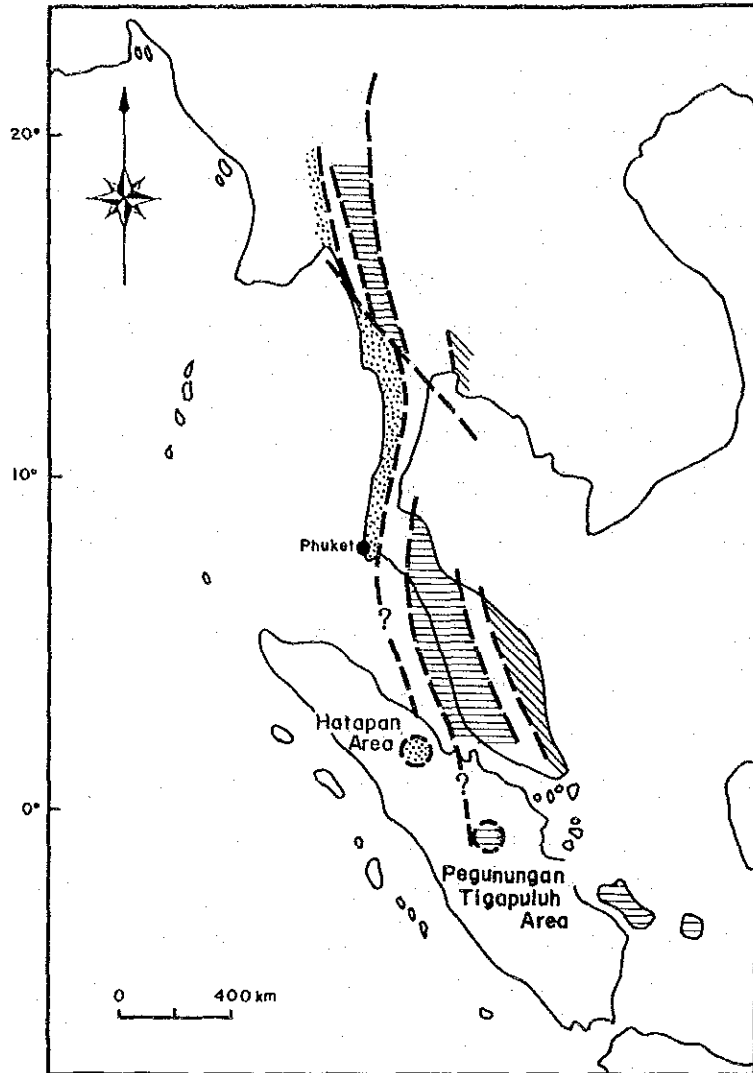 20°
10°
Phuket
?
Hatapan
Area
0°
?
Pegunungan
Tigapuluh
Area
0 400 km